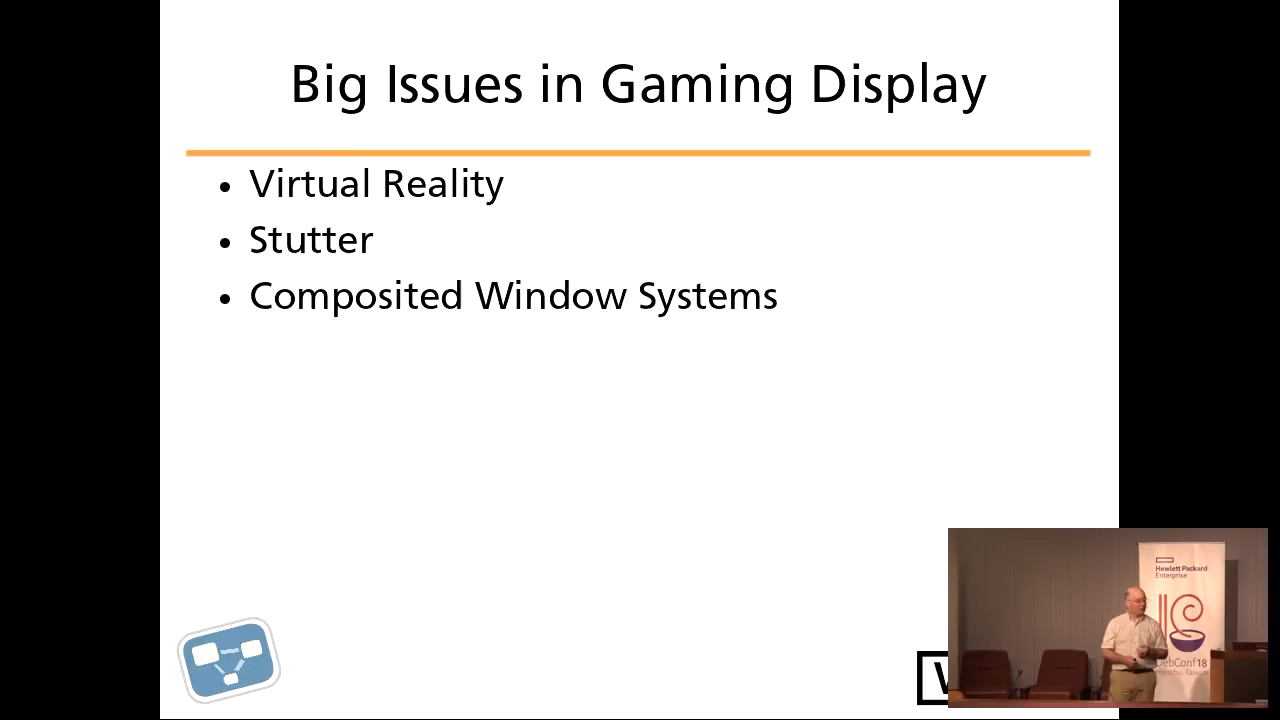 Big Issues in Gaming Display
• Virtual Reality
• Stutter
• Composited Window Systems
Hewlett Packard
Enterprise
DebConf18